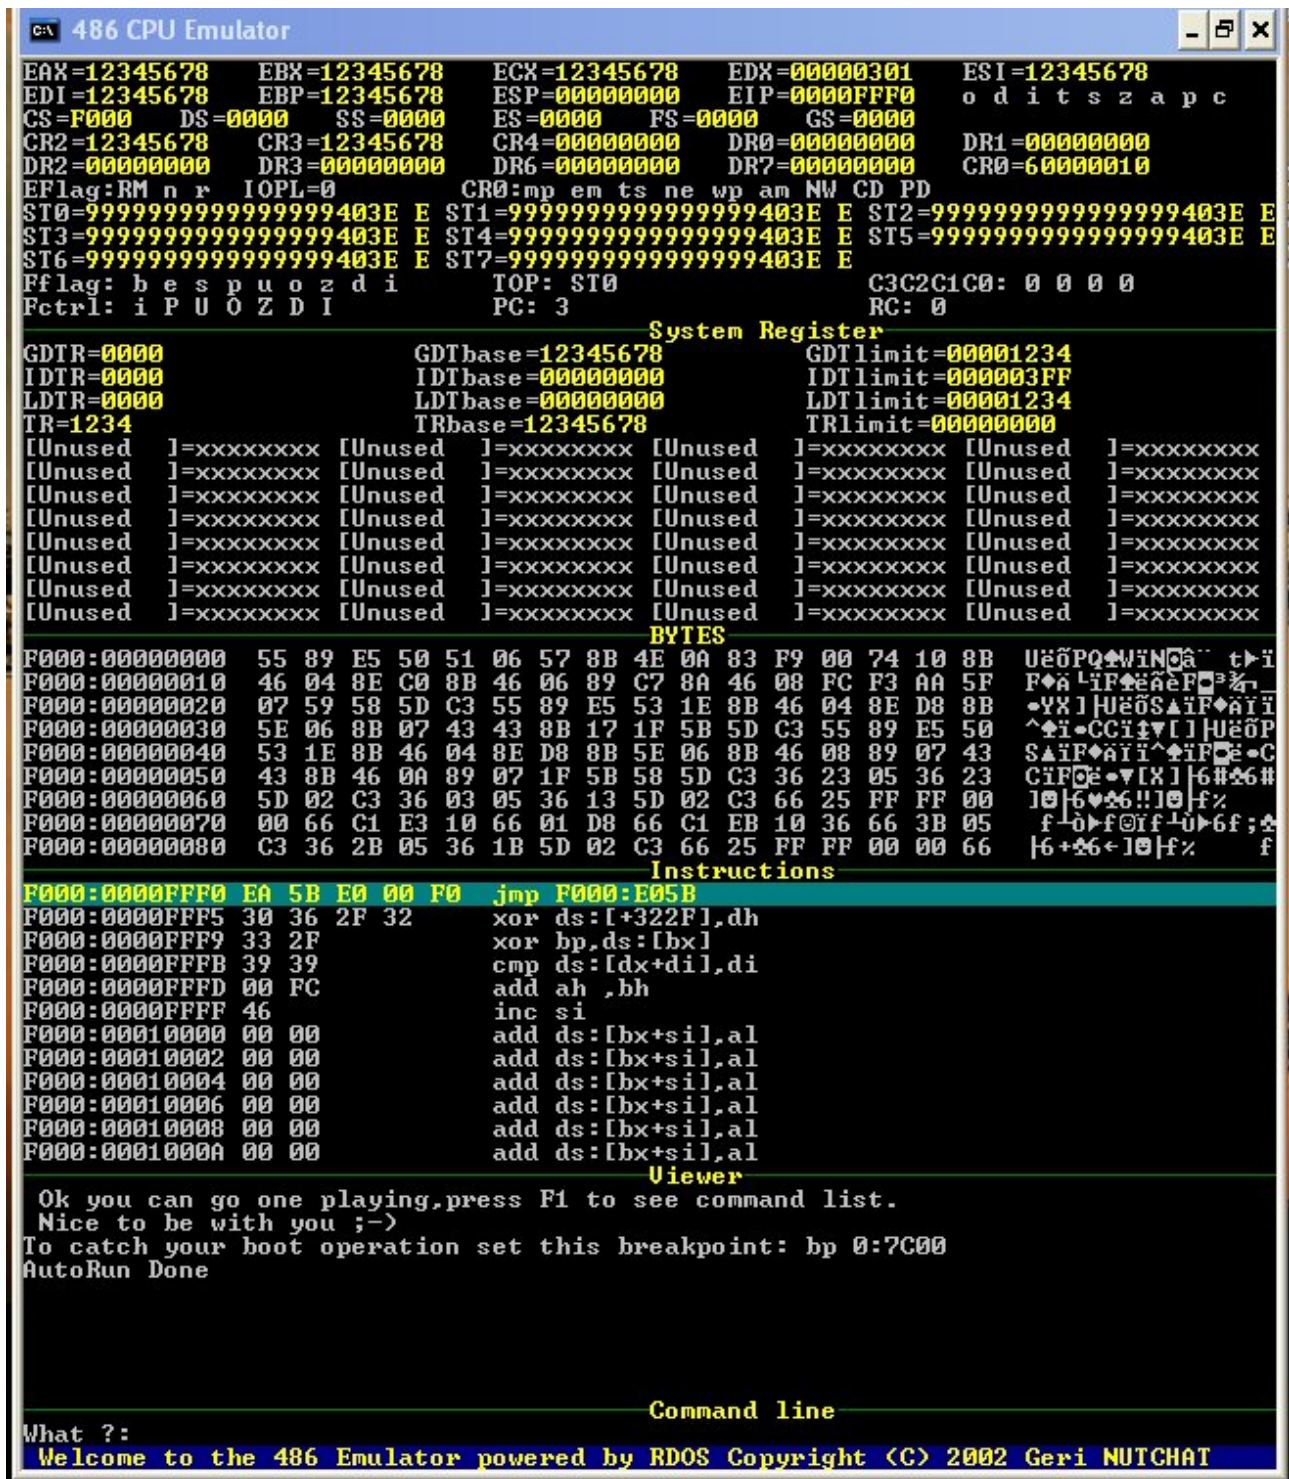 486 CPU Emulator
EAX=12345678 EBX=12345678 ECX=12345678 EDX=00000301 ESI=12345678
EDI=12345678 EBP=12345678 ESP=00000000 EIP=0000FFF0 o d i t s z a p c
CS=F000 DS=0000 SS=0000 ES=0000 FS=0000 GS=0000
CR2=12345678 CR3=12345678 CR4=00000000 DR0=00000000 DR1=00000000
DR2=00000000 DR3=00000000 DR6=00000000 DR7=00000000 CR0=60000010
EFlag:RM n r IOPL=0 CR0:mp em ts ne wp am NW CD PD
ST0=9999999999999999403E E ST1=9999999999999999403E E ST2=9999999999999999403E E
ST3=9999999999999999403E E ST4=9999999999999999403E E ST5=9999999999999999403E E
ST6=9999999999999999403E E ST7=9999999999999999403E E
Fflag: b e s p u o z d i TOP: ST0 C3C2C1C0: 0 0 0 0
Fctrl: i P U O Z D I PC: 3 RC: 0
System Register
GDTR=0000 GDTbase=12345678 GDTlimit=00001234
IDTR=0000 IDTbase=00000000 IDTlimit=000003FF
LDTR=0000 LDTbase=00000000 LDTlimit=00001234
TR=1234 TRbase=12345678 TRlimit=00000000
[Unused ]=xxxxxxxx [Unused ]=xxxxxxxx [Unused ]=xxxxxxxx [Unused ]=xxxxxxxx
[Unused ]=xxxxxxxx [Unused ]=xxxxxxxx [Unused ]=xxxxxxxx [Unused ]=xxxxxxxx
[Unused ]=xxxxxxxx [Unused ]=xxxxxxxx [Unused ]=xxxxxxxx [Unused ]=xxxxxxxx
[Unused ]=xxxxxxxx [Unused ]=xxxxxxxx [Unused ]=xxxxxxxx [Unused ]=xxxxxxxx
[Unused ]=xxxxxxxx [Unused ]=xxxxxxxx [Unused ]=xxxxxxxx [Unused ]=xxxxxxxx
[Unused ]=xxxxxxxx [Unused ]=xxxxxxxx [Unused ]=xxxxxxxx [Unused ]=xxxxxxxx
[Unused ]=xxxxxxxx [Unused ]=xxxxxxxx [Unused ]=xxxxxxxx [Unused ]=xxxxxxxx
[Unused ]=xxxxxxxx [Unused ]=xxxxxxxx [Unused ]=xxxxxxxx [Unused ]=xxxxxxxx
BYTES
F000:00000000 55 89 E5 50 51 06 57 8B 4E 0A 83 F9 00 74 10 8B
F000:00000010 46 04 8E C0 8B 46 06 89 C7 8A 46 08 FC F3 AA 5F
F000:00000020 07 59 58 5D C3 55 89 E5 53 1E 8B 46 04 8E D8 8B
F000:00000030 5E 06 8B 07 43 43 8B 17 1F 5B 5D C3 55 89 E5 50
F000:00000040 53 1E 8B 46 04 8E D8 8B 5E 06 8B 46 08 89 07 43
F000:00000050 43 8B 46 0A 89 07 1F 5B 58 5D C3 36 23 05 36 23
F000:00000060 5D 02 C3 36 03 05 36 13 5D 02 C3 66 25 FF FF 00
F000:00000070 00 66 C1 E3 10 66 01 D8 66 C1 EB 10 36 66 3B 05
F000:00000080 C3 36 2B 05 36 1B 5D 02 C3 66 25 FF FF 00 00 66
Instructions
F000:0000FFF0 EA 5B E0 00 F0 jmp F000:E05B
F000:0000FFF5 30 36 2F 32 xor ds:[+322F],dh
F000:0000FFF9 33 2F xor bp,ds:[bx]
F000:0000FFFB 39 39 cmp ds:[dx+di],di
F000:0000FFFD 00 FC add ah ,bh
F000:0000FFFF 46 inc si
F000:00010000 00 00 add ds:[bx+si],al
F000:00010002 00 00 add ds:[bx+si],al
F000:00010004 00 00 add ds:[bx+si],al
F000:00010006 00 00 add ds:[bx+si],al
F000:00010008 00 00 add ds:[bx+si],al
F000:0001000A 00 00 add ds:[bx+si],al
Viewer
Ok you can go one playing,press F1 to see command list.
Nice to be with you ;-)
To catch your boot operation set this breakpoint: bp 0:7C00
AutoRun Done
Command line
What ?:
Welcome to the 486 Emulator powered by RDOS Copyright (C) 2002 Geri NUTCHAT